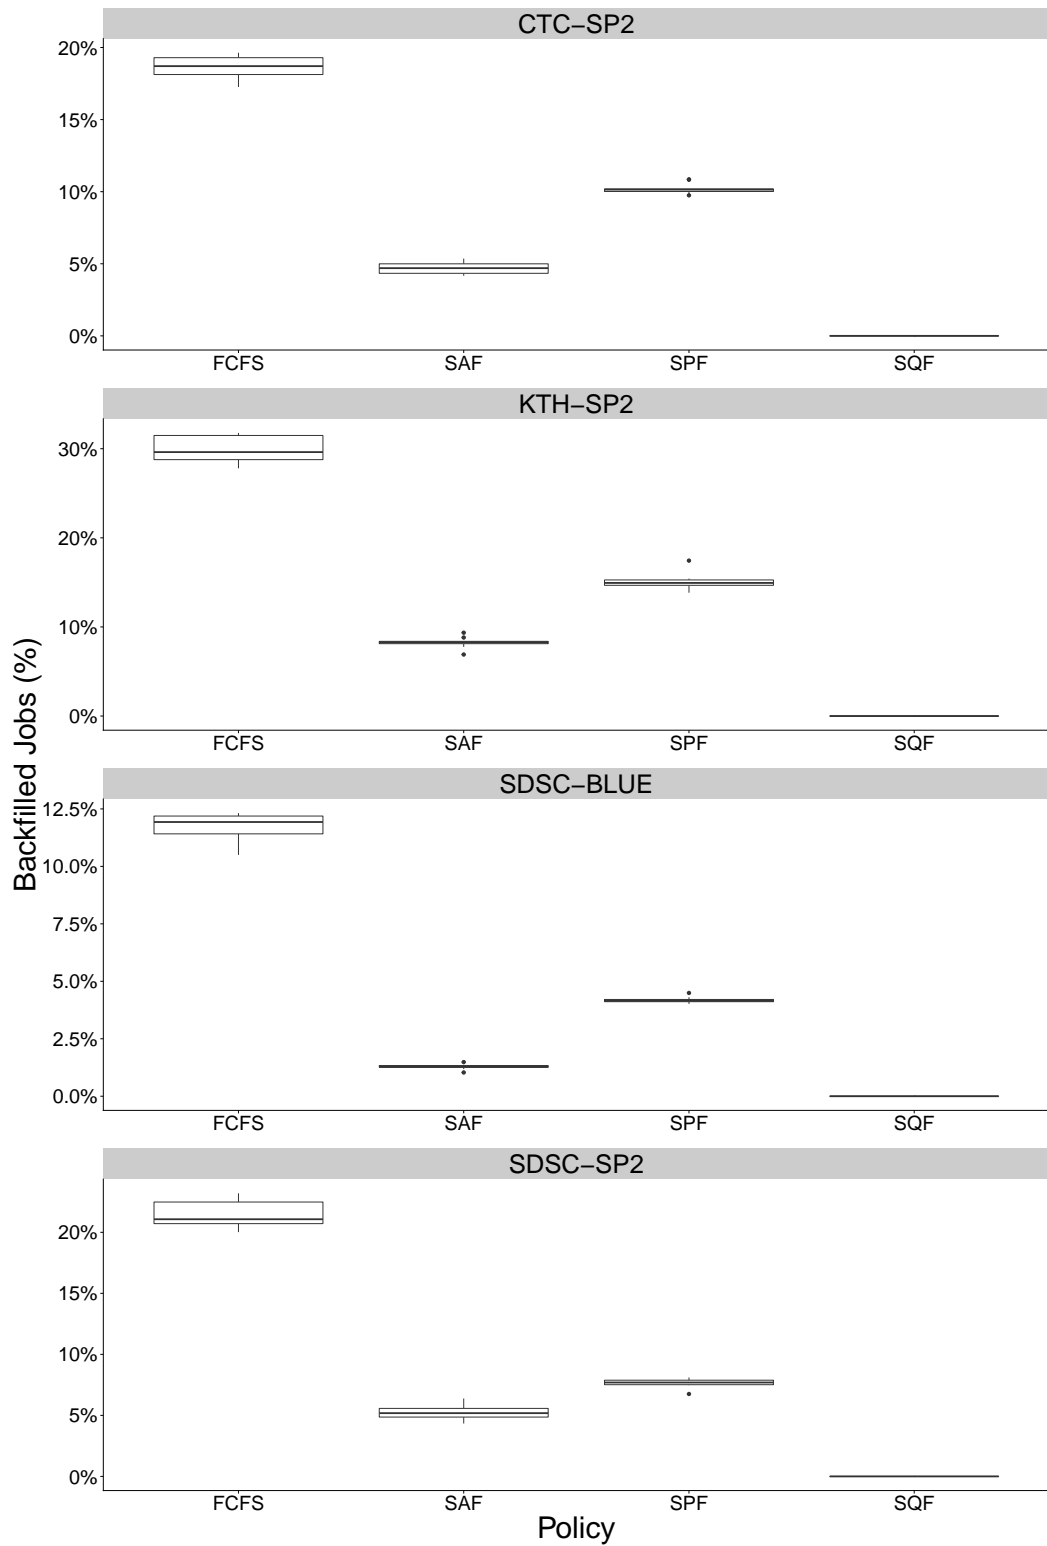 CTC−SP2
20%
15%
10%
5%
0%
FCFS SAF SPF SQF
KTH−SP2
30%
20%
10%
0%
FCFS SAF SPF SQF
SDSC−BLUE
12.5%
10.0%
7.5%
5.0%
2.5%
0.0%
FCFS SAF SPF SQF
SDSC−SP2
20%
15%
10%
5%
0%
FCFS SAF SPF SQF
Policy
Backfilled Jobs (%)